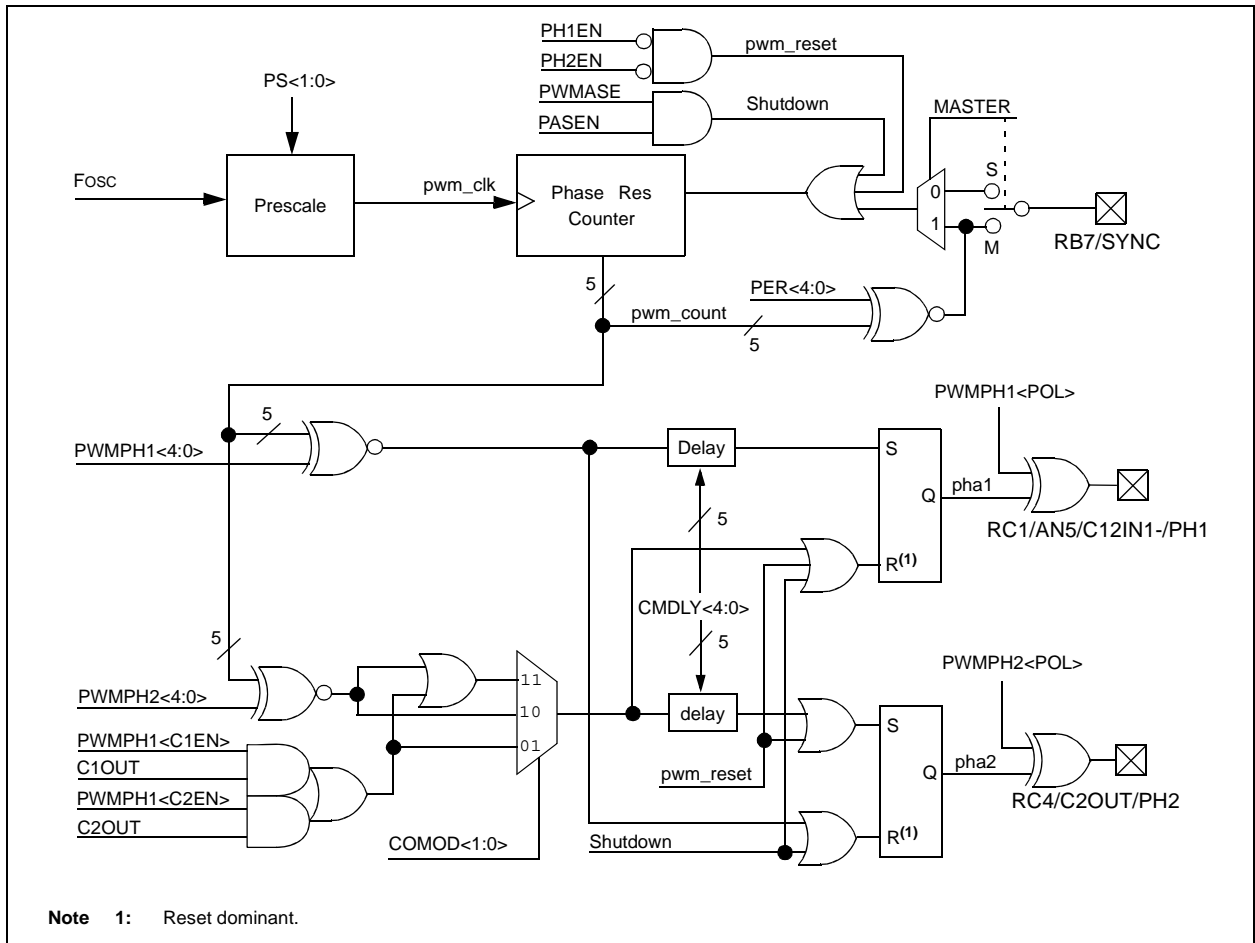 PH1EN
PH2EN
pwm_reset
PS<1:0>
PWMASE
PASEN
Shutdown
MASTER
FOSC
Prescale
pwm_clk
Phase Res
Counter
0
1
S
M
RB7/SYNC
5
PER<4:0>
pwm_count
5
PWMPH1<POL>
5
PWMPH1<4:0>
Delay
S
Q
R(1)
pha1
RC1/AN5/C12IN1-/PH1
5
CMDLY<4:0>
5
5
PWMPH2<POL>
PWMPH2<4:0>
11
10
01
delay
S
Q
R(1)
pha2
RC4/C2OUT/PH2
PWMPH1<C1EN>
C1OUT
PWMPH1<C2EN>
C2OUT
pwm_reset
COMOD<1:0>
Shutdown
Note 1: Reset dominant.